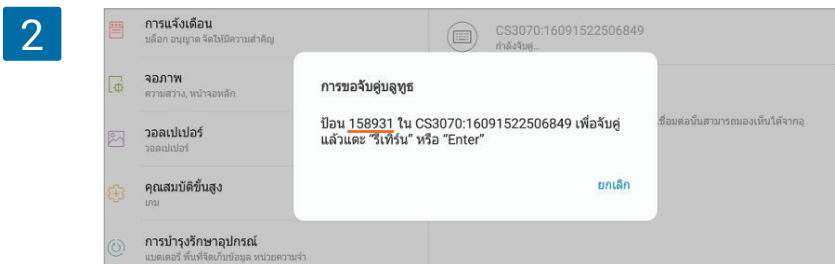 2
การแจ้งเตือน
บล็อก อนุญาต จัดให้มีความสำคัญ
จอภาพ
ความสว่าง, หน้าจอหลัก
วอลเปเปอร์
วอลเปเปอร์
คุณสมบัติขั้นสูง
เกม
การบำรุงรักษาอุปกรณ์
แบตเตอรี่ พื้นที่จัดเก็บข้อมูล หน่วยความจำ
CS3070:16091522506849
กำลังจับคู่...
การขอจับคู่บลูทูธ
ป้อน 158931 ใน CS3070:16091522506849 เพื่อจับคู่
แล้วแตะ “รีเทิร์น” หรือ “Enter”
ยกเลิก
ชื่อมต่อนั้นสามารถมองเห็นได้จากอุ